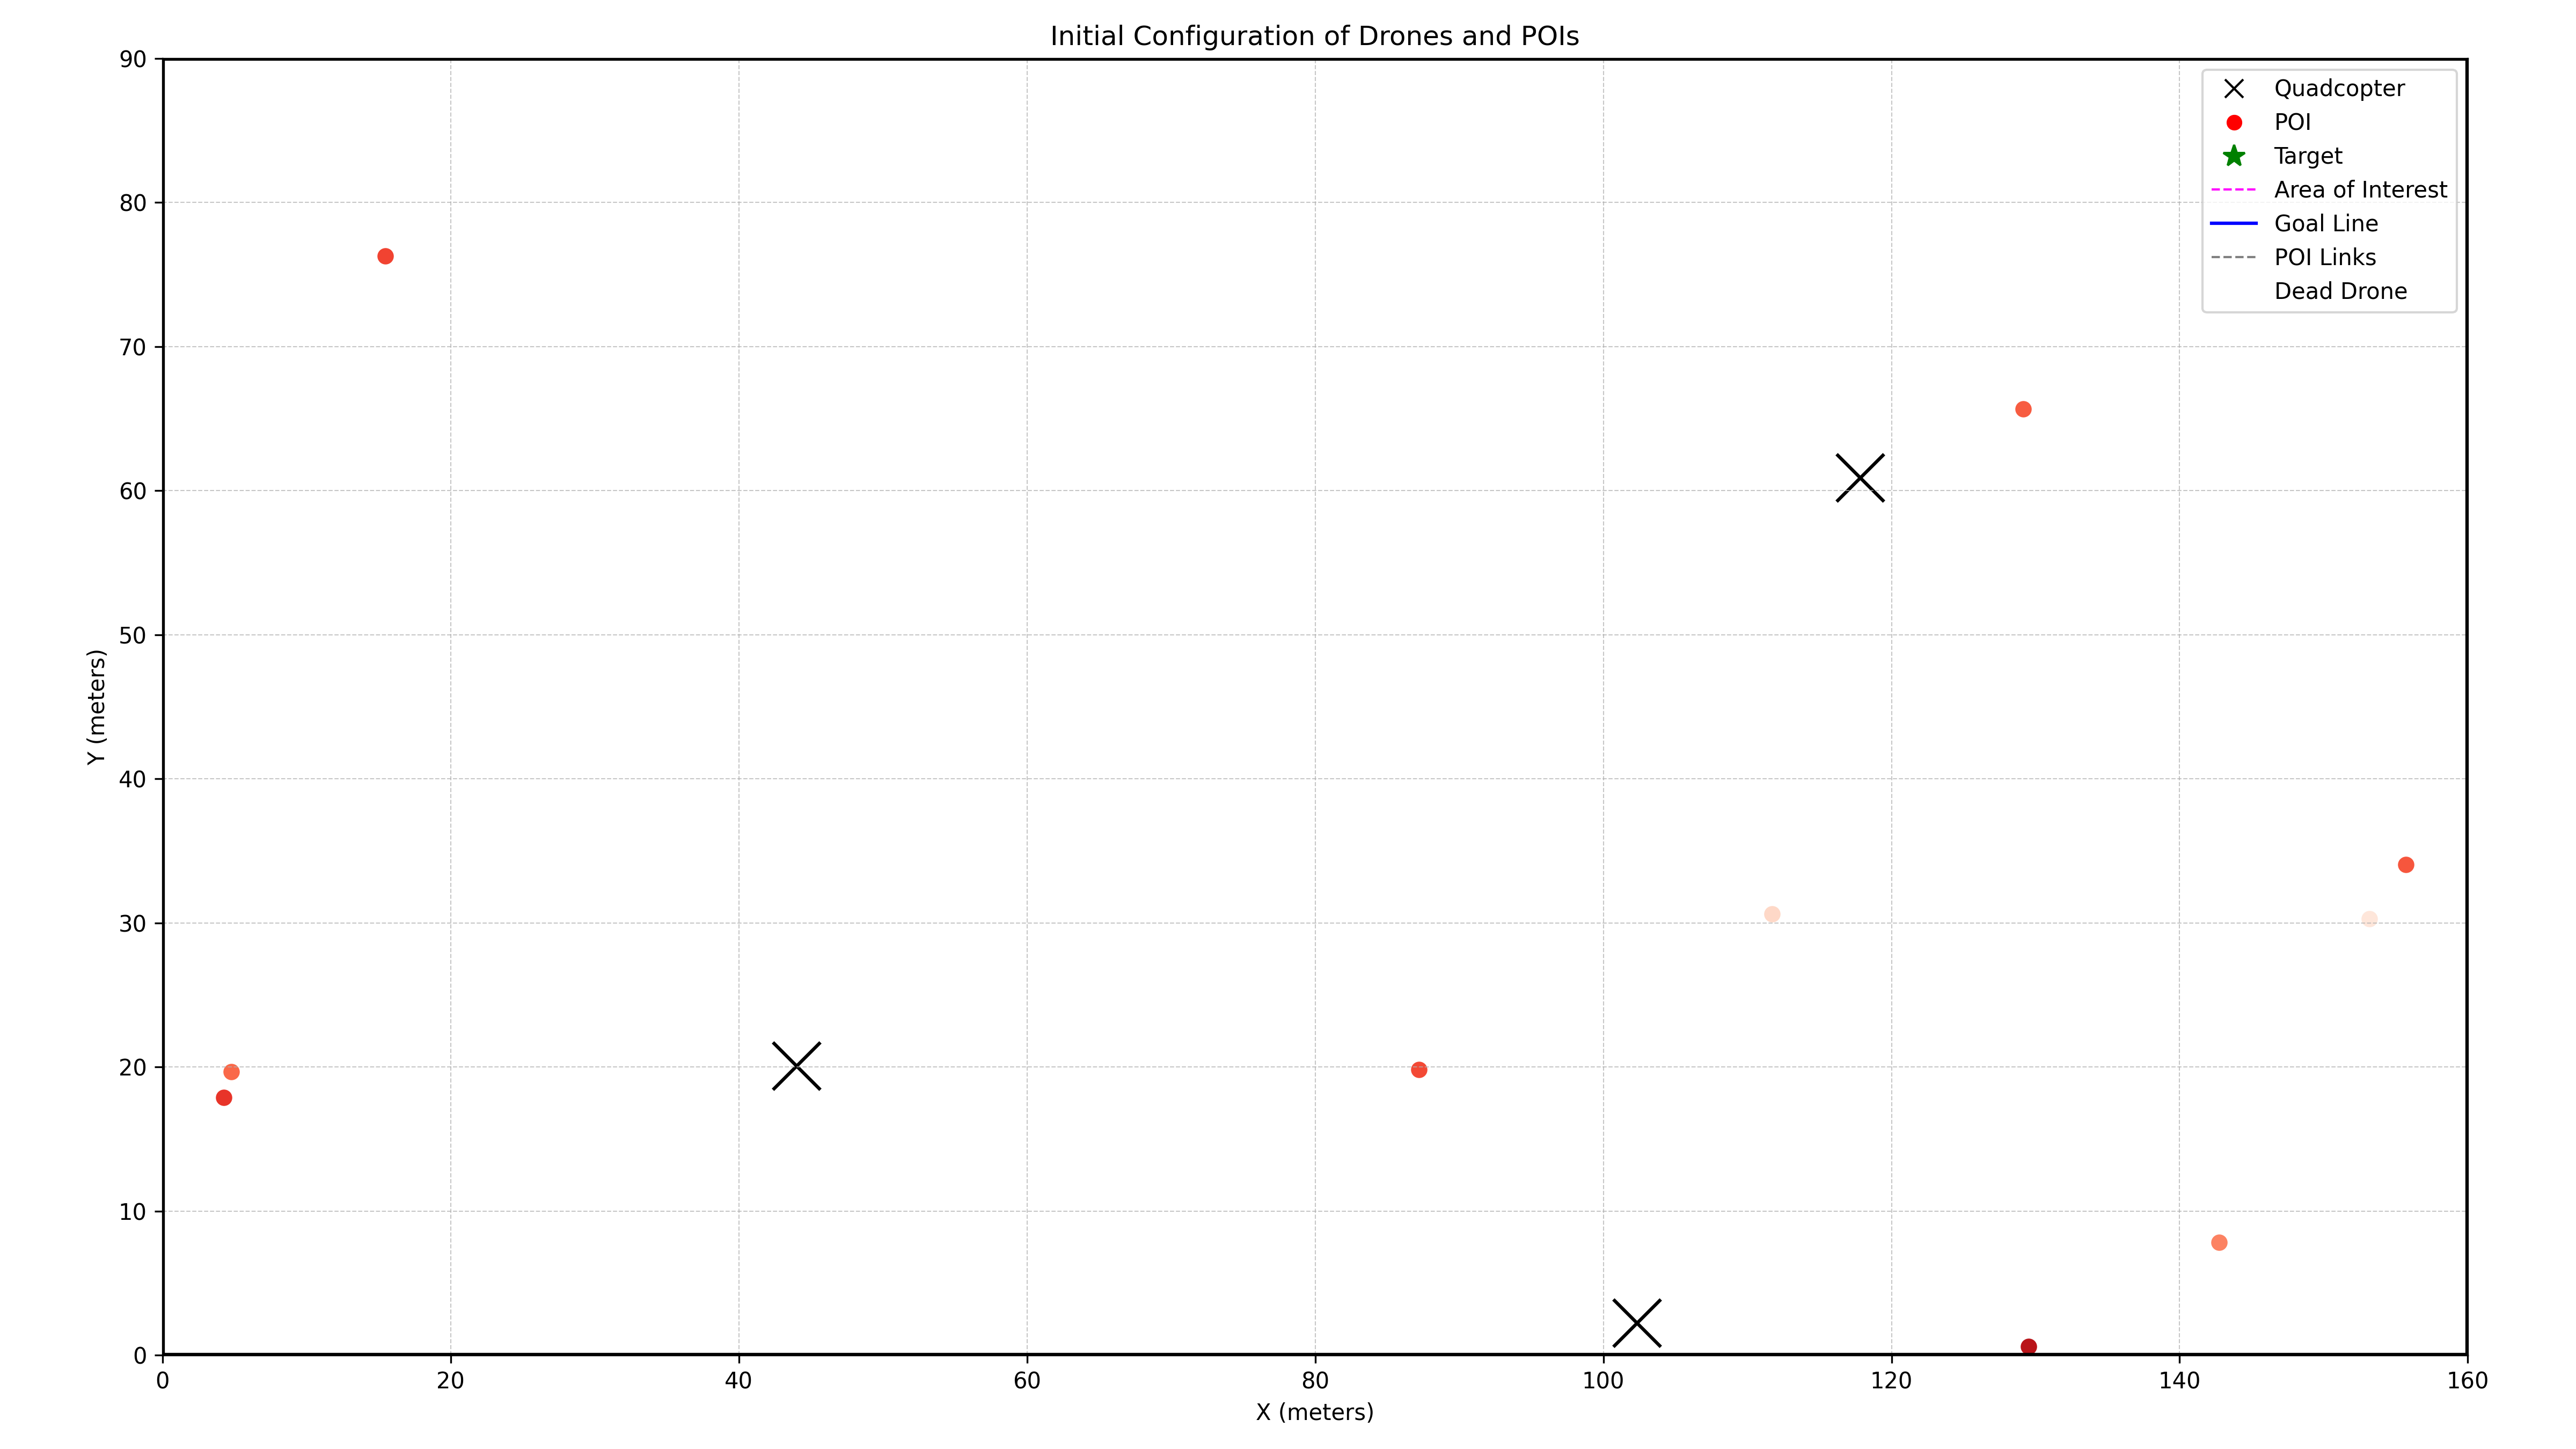 Initial Configuration of Drones and POIs
90
80
70
60
50
40
30
20
10
0
Y (meters)
Quadcopter
POI
Target
Area of Interest
Goal Line
POI Links
Dead Drone
0 20 40 60 80 100 120 140 160
X (meters)